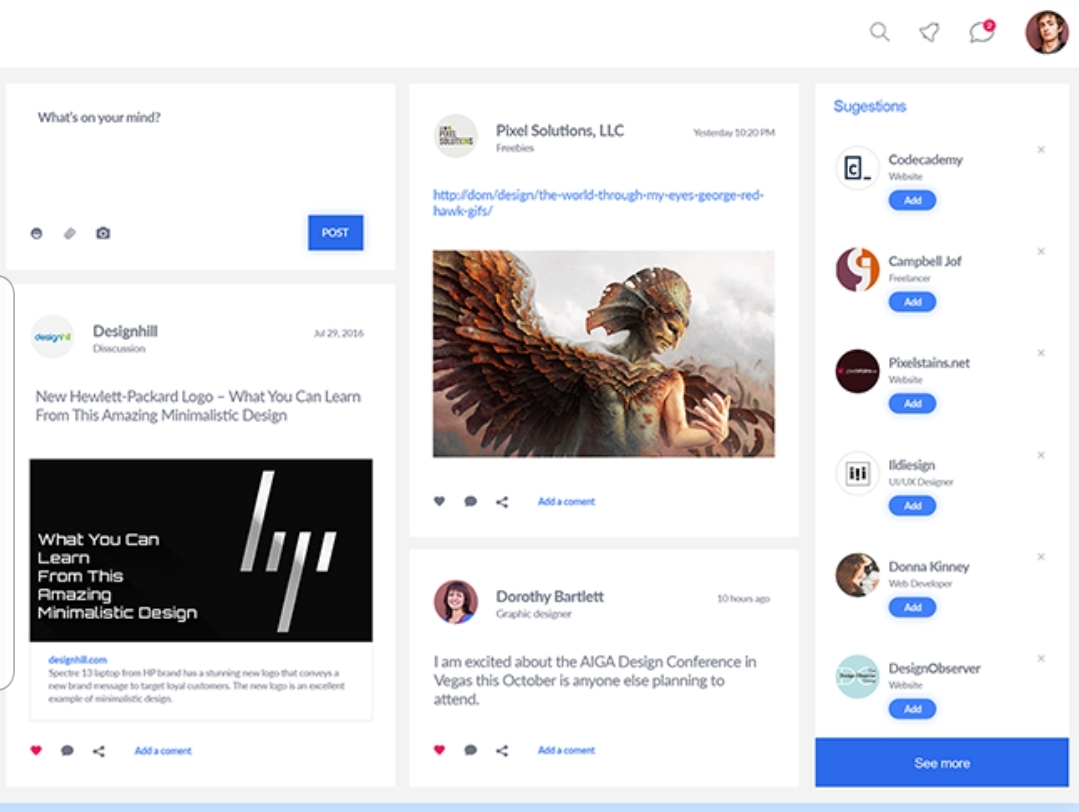 2
What's on your mind?
POST
designhill
Designhill
Jul 29, 2016
Disscussion
New Hewlett-Packard Logo – What You Can Learn
From This Amazing Minimalistic Design
What You Can
Learn
From This
Amazing
Minimalistic Design
designhill.com
Spectre 13 laptop from HP brand has a stunning new logo that conveys a
new brand message to target loyal customers. The new logo is an excellent
example of minimalistic design.
Add a coment
PIXEL
SOLUTIONS
Pixel Solutions, LLC
Yesterday 10:20 PM
Freebies
http://dom/design/the-world-through-my-eyes-george-red-
hawk-gifs/
Add a coment
Dorothy Bartlett
10 hours ago
Graphic designer
I am excited about the AIGA Design Conference in
Vegas this October is anyone else planning to
attend.
Add a coment
Sugestions
Codecademy
Website
Add
Campbell Jof
Freelancer
Add
Pixelstains.net
Website
Add
Ildiesign
UI/UX Designer
Add
Donna Kinney
Web Developer
Add
DesignObserver
Website
Add
See more